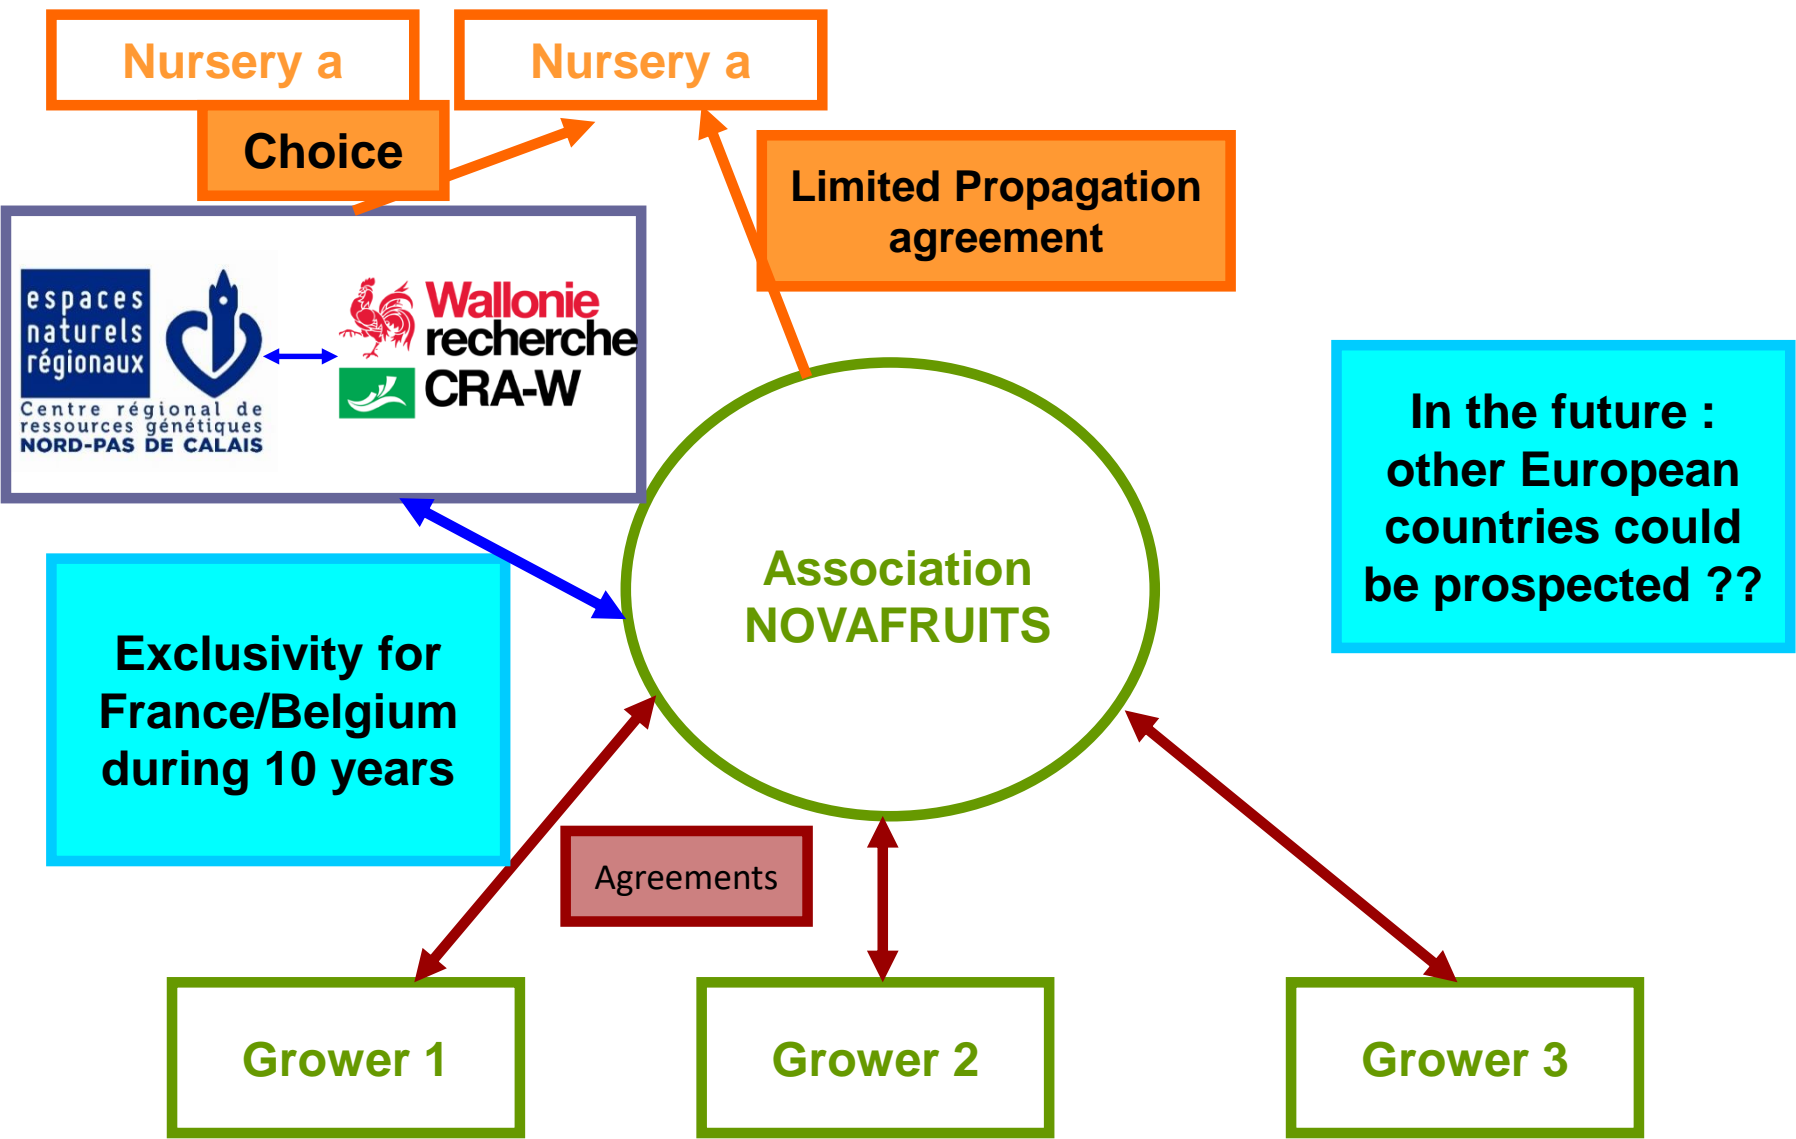 Nursery a
Nursery a
Choice
Limited Propagation
agreement
espaces
naturels
régionaux
Centre régional de
ressources génétiques
NORD-PAS DE CALAIS
Wallonie
recherche
CRA-W
In the future :
other European
countries could
be prospected ??
Association
NOVAFRUITS
Exclusivity for
France/Belgium
during 10 years
Agreements
Grower 1
Grower 2
Grower 3